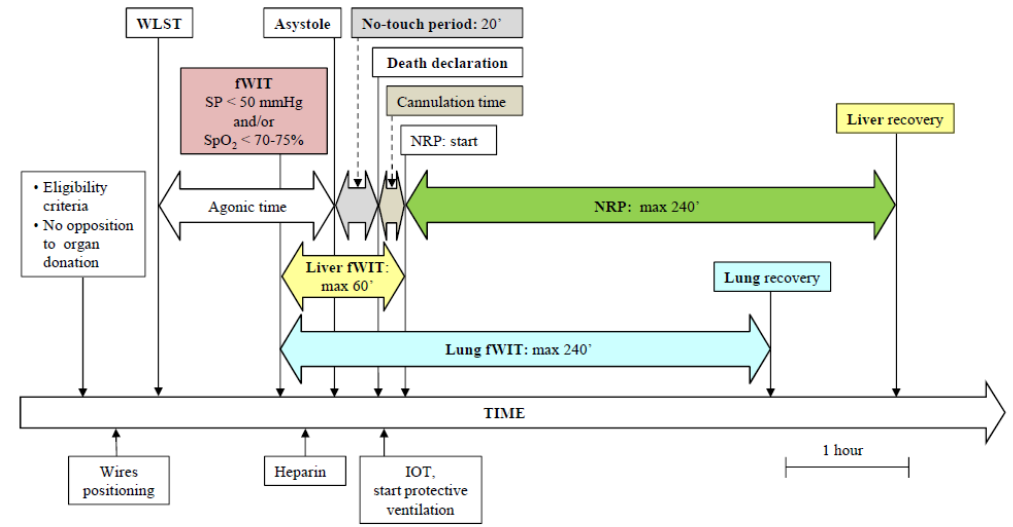 WLST
Asystole
No-touch period: 20’
Death declaration
fWIT
SP < 50 mmHg
and/or
SpO₂ < 70-75%
Cannulation time
NRP: start
Liver recovery
• Eligibility
criteria
• No opposition
to organ
donation
Agonic time
NRP: max 240’
Liver fWIT:
max 60’
Lung recovery
Lung fWIT: max 240’
TIME
Wires
positioning
Heparin
IOT,
start protective
ventilation
1 hour